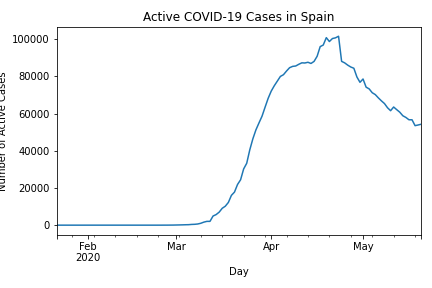 Active COVID-19 Cases in Spain
Number of Active Cases
100000
80000
60000
40000
20000
0
Feb
2020
Mar
Apr
May
Day